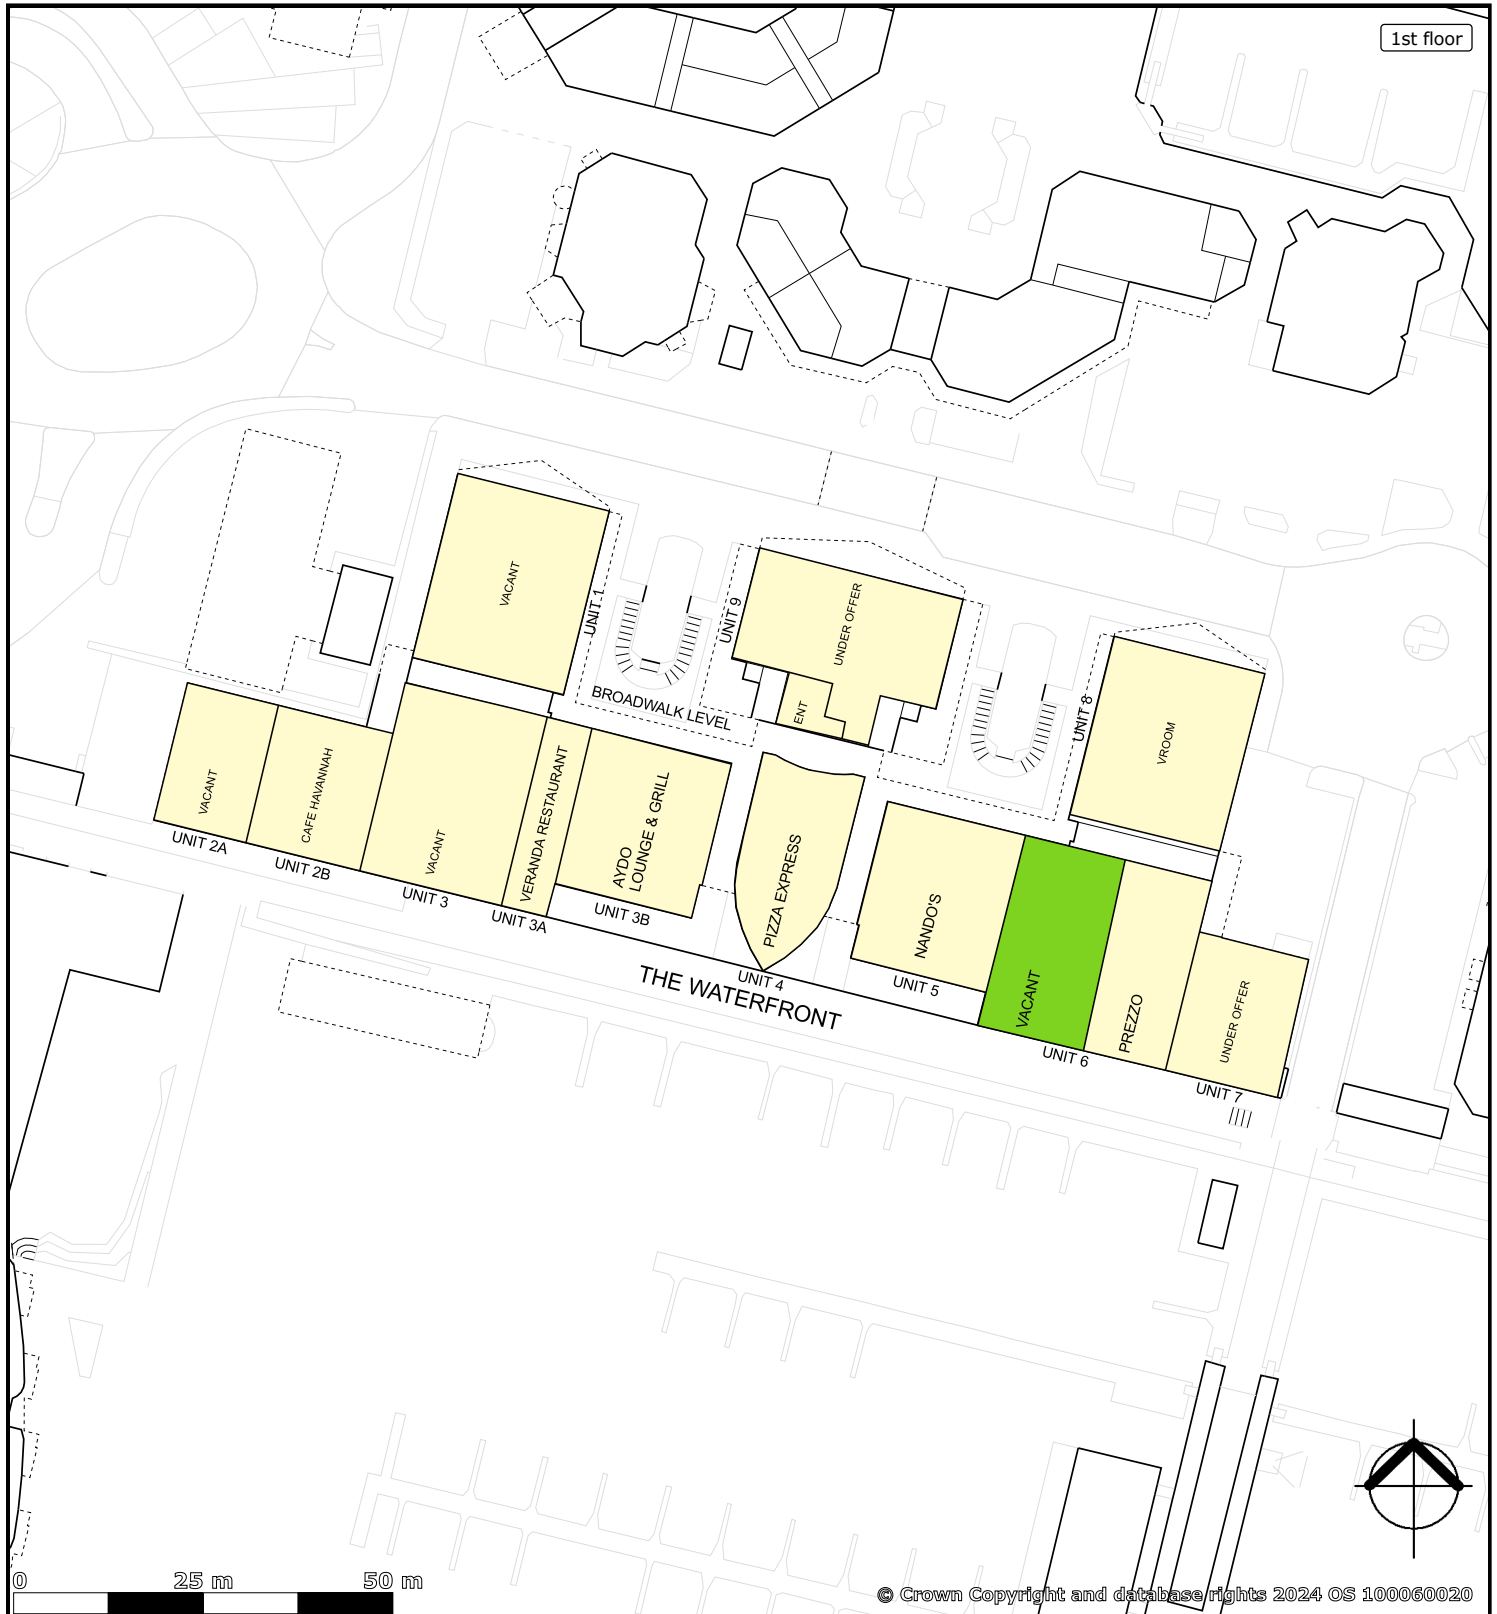 1st floor
VACANT
UNIT 1
UNIT 9
UNDER OFFER
ENT
BROADWALK LEVEL
UNIT 8
VROOM
VACANT
UNIT 2A
CAFE HAVANNAH
UNIT 2B
VACANT
UNIT 3
VERANDA RESTAURANT
UNIT 3A
AYDO
LOUNGE & GRILL
UNIT 3B
PIZZA EXPRESS
UNIT 4
THE WATERFRONT
NANDO'S
UNIT 5
VACANT
UNIT 6
PREZZO
UNDER OFFER
UNIT 7
0 25 m 50 m
© Crown Copyright and database rights 2024 OS 100060020